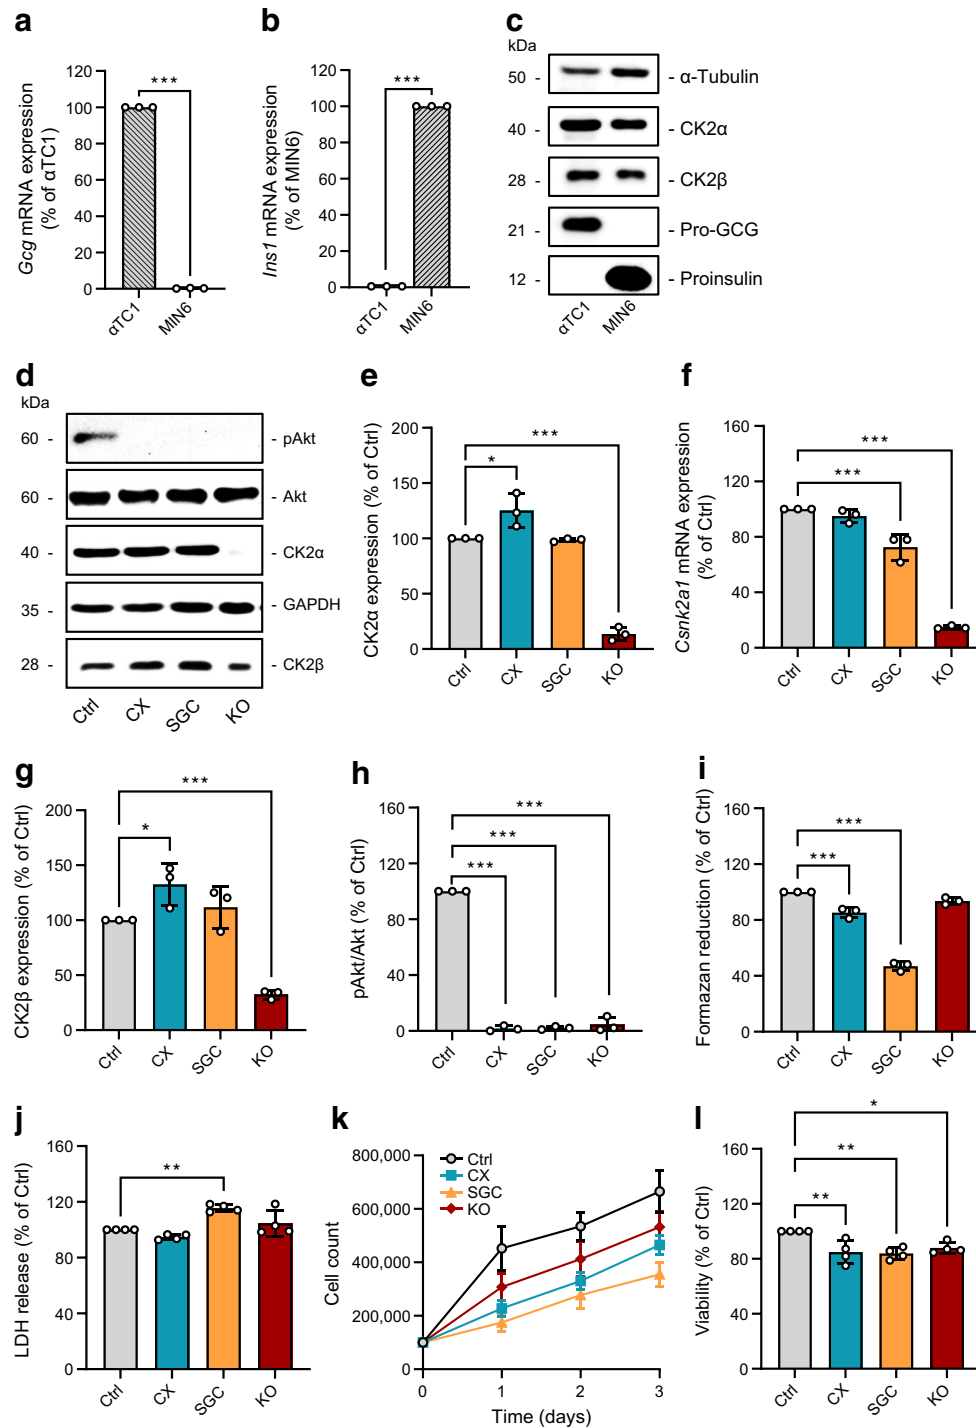 a
Gcg mRNA expression
(% of αTC1)
120
100
80
60
40
20
0
***
αTC1
MIN6
b
Ins1 mRNA expression
(% of MIN6)
120
100
80
60
40
20
0
***
αTC1
MIN6
c
kDa
50 - - α-Tubulin
40 - - CK2α
28 - - CK2β
21 - - Pro-GCG
12 - - Proinsulin
αTC1
MIN6
d
kDa
60 - - pAkt
60 - - Akt
40 - - CK2α
35 - - GAPDH
28 - - CK2β
Ctrl
CX
SGC
KO
e
CK2α expression (% of Ctrl)
200
150
100
50
0
***
*
Ctrl
CX
SGC
KO
f
Csnk2a1 mRNA expression
(% of Ctrl)
160
120
80
40
0
***
***
Ctrl
CX
SGC
KO
g
CK2β expression (% of Ctrl)
200
150
100
50
0
***
*
Ctrl
CX
SGC
KO
h
pAkt/Akt (% of Ctrl)
160
120
80
40
0
***
***
***
Ctrl
CX
SGC
KO
i
Formazan reduction (% of Ctrl)
160
120
80
40
0
***
***
Ctrl
CX
SGC
KO
j
LDH release (% of Ctrl)
160
120
80
40
0
**
Ctrl
CX
SGC
KO
k
Cell count
800,000
600,000
400,000
200,000
0
Ctrl
CX
SGC
KO
0
1
2
3
Time (days)
l
Viability (% of Ctrl)
160
120
80
40
0
*
**
**
Ctrl
CX
SGC
KO